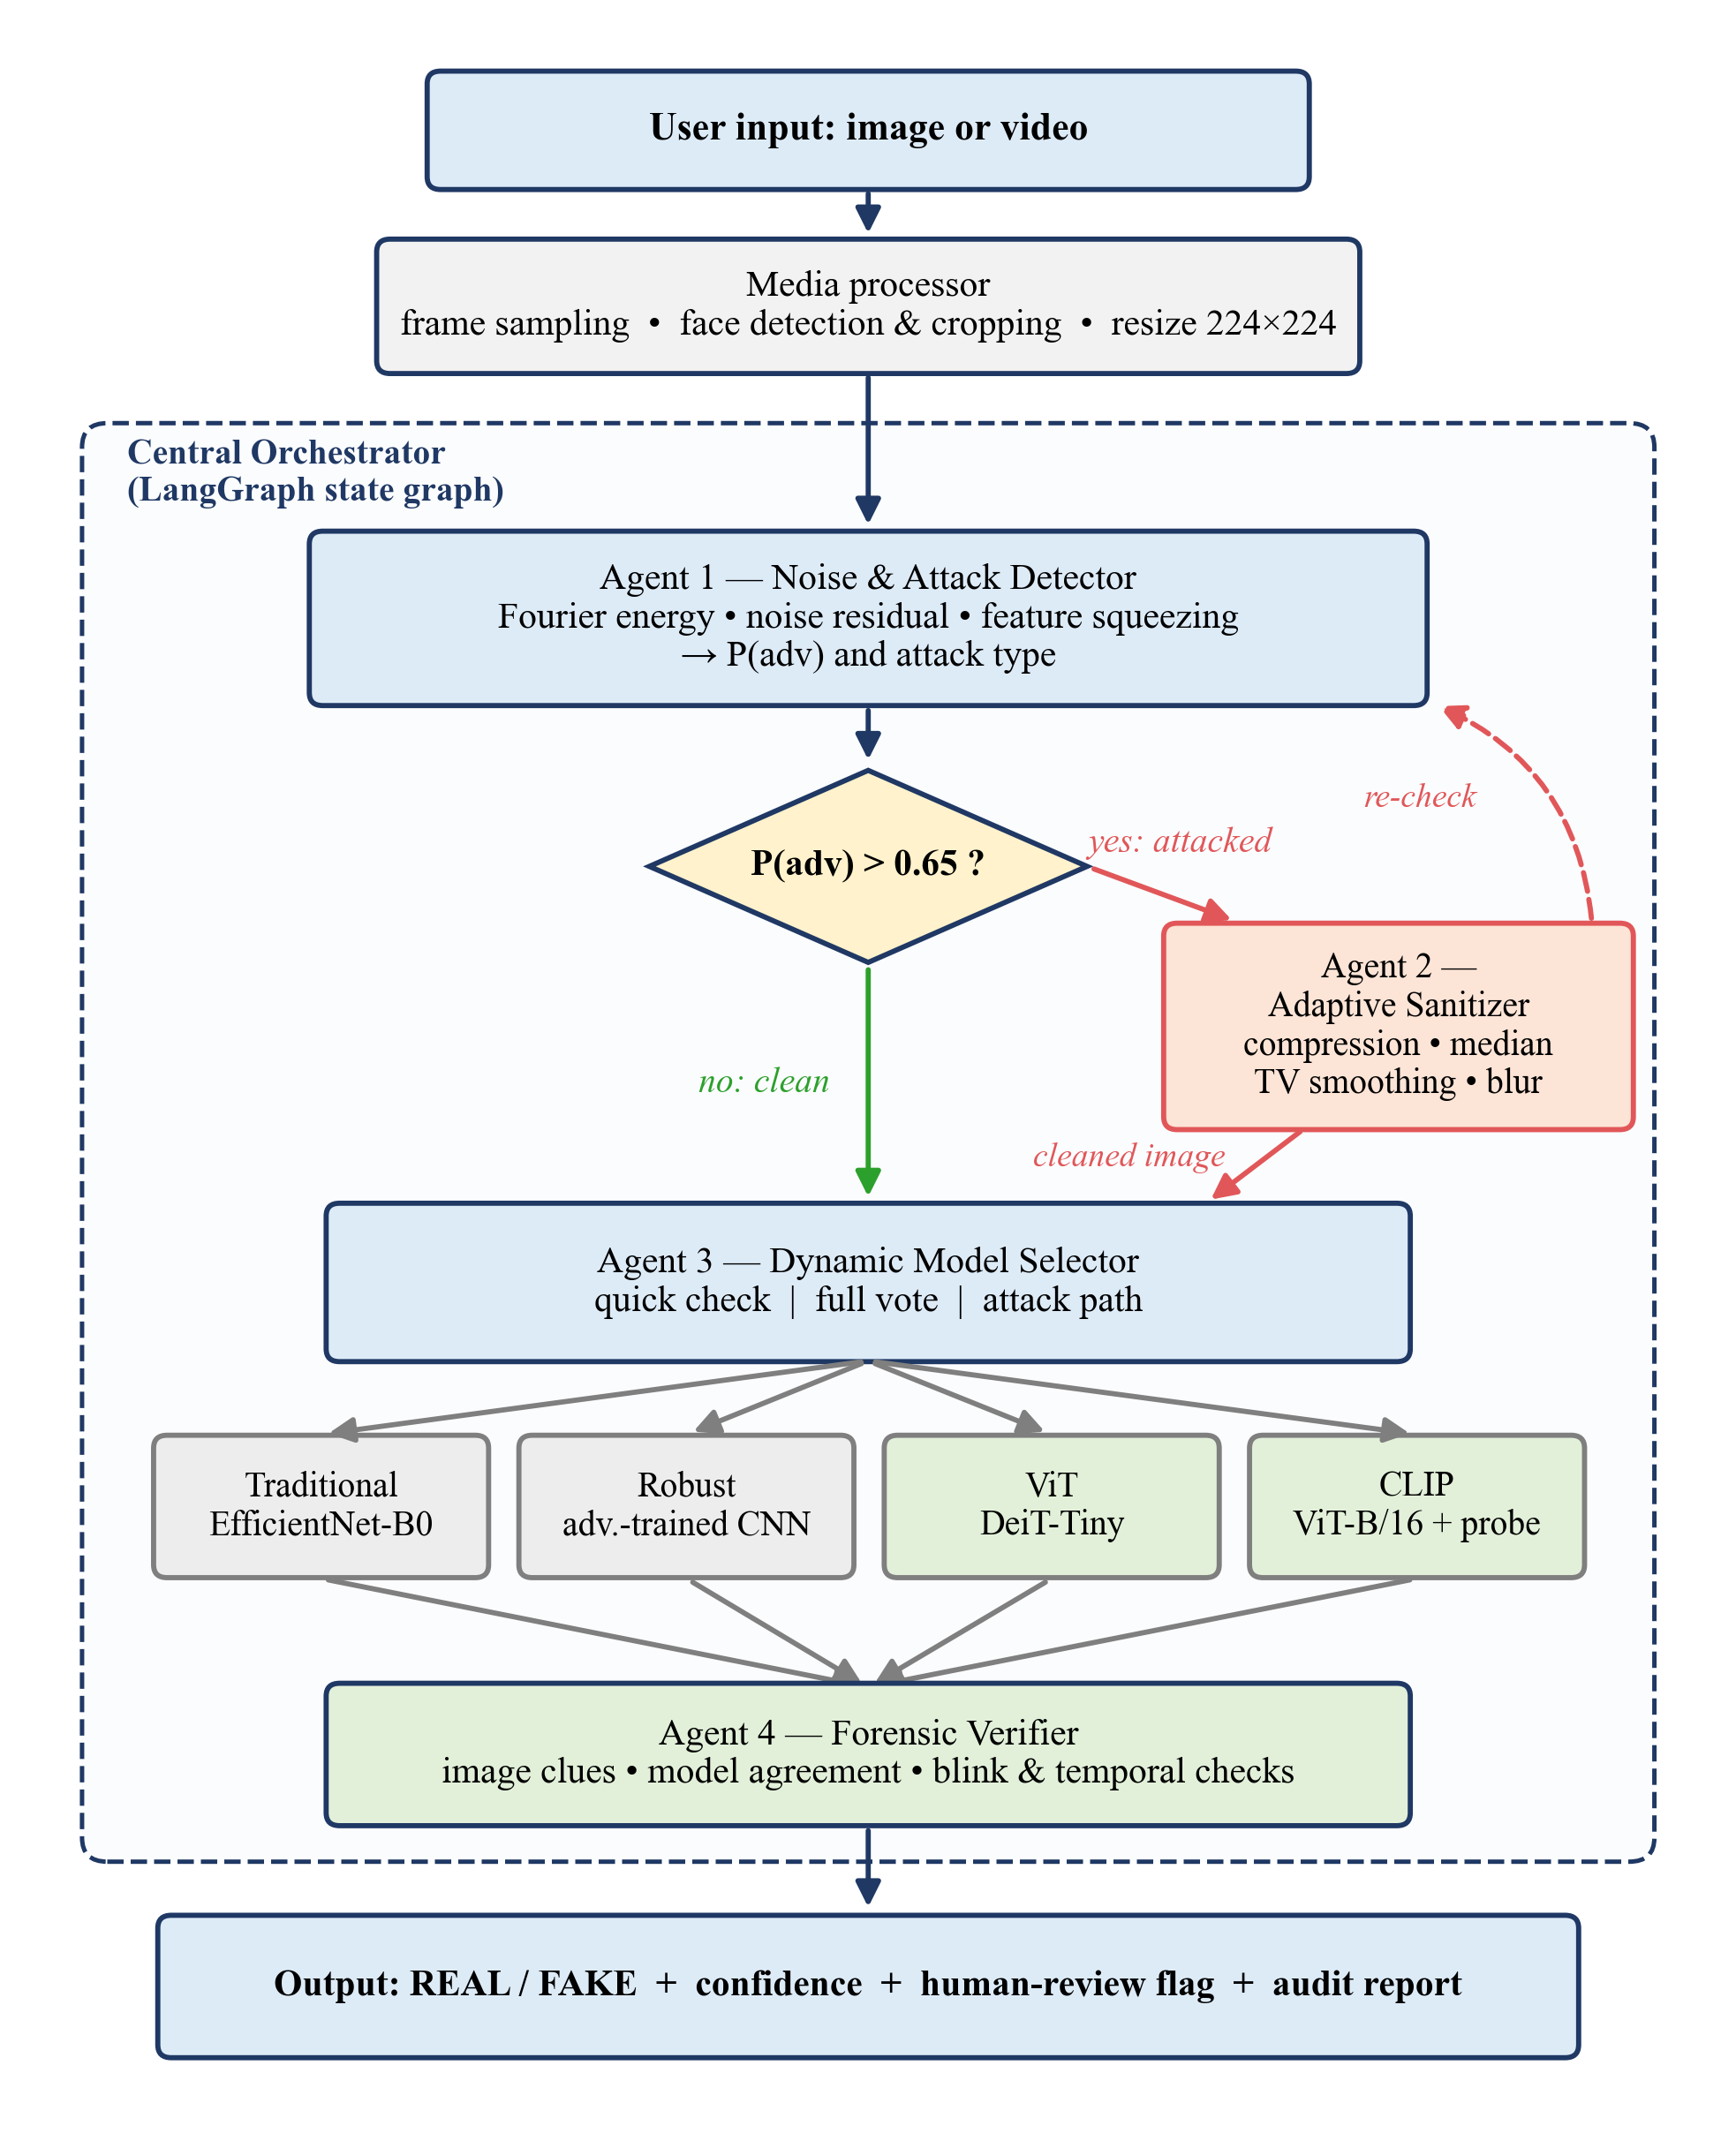 User input: image or video
Media processor
frame sampling • face detection & cropping • resize 224×224
Central Orchestrator
(LangGraph state graph)
Agent 1 — Noise & Attack Detector
Fourier energy • noise residual • feature squeezing
→ P(adv) and attack type
re-check
yes: attacked
P(adv) > 0.65 ?
Agent 2 —
Adaptive Sanitizer
compression • median
TV smoothing • blur
no: clean
cleaned image
Agent 3 — Dynamic Model Selector
quick check | full vote | attack path
Traditional
EfficientNet-B0
Robust
adv.-trained CNN
ViT
DeiT-Tiny
CLIP
ViT-B/16 + probe
Agent 4 — Forensic Verifier
image clues • model agreement • blink & temporal checks
Output: REAL / FAKE + confidence + human-review flag + audit report